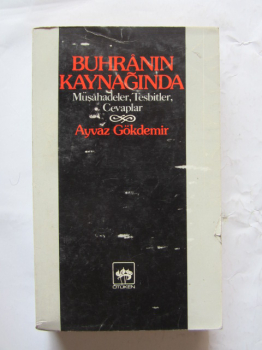 BUHRANIN
KAYNAĞINDA
Müşahadeler, Tesbitler,
Cevaplar
Ayvaz Gökdemir
ÖTÜKEN